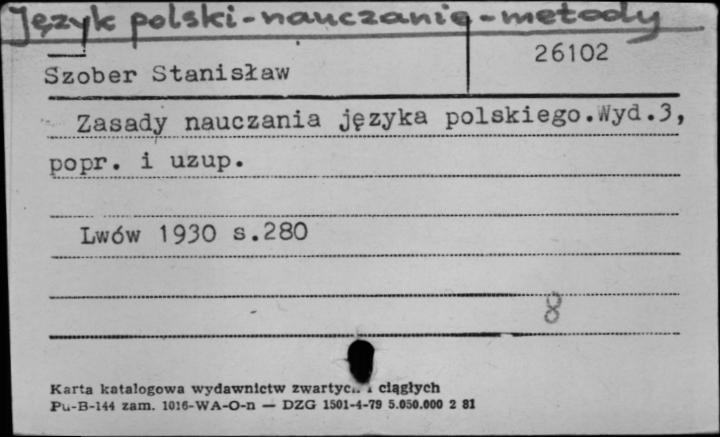 Język polski-nauczanie-metody
26102
Szober Stanisław
Zasady nauczania języka polskiego.Wyd.3,
popr. i uzup.
Lwów 1930 s.280
8
Karta katalogowa wydawnictw zwartych i ciągłych
Pu-B-144 zam. 1016-WA-O-n — DZG 1501-4-79 5.050.000 2 81